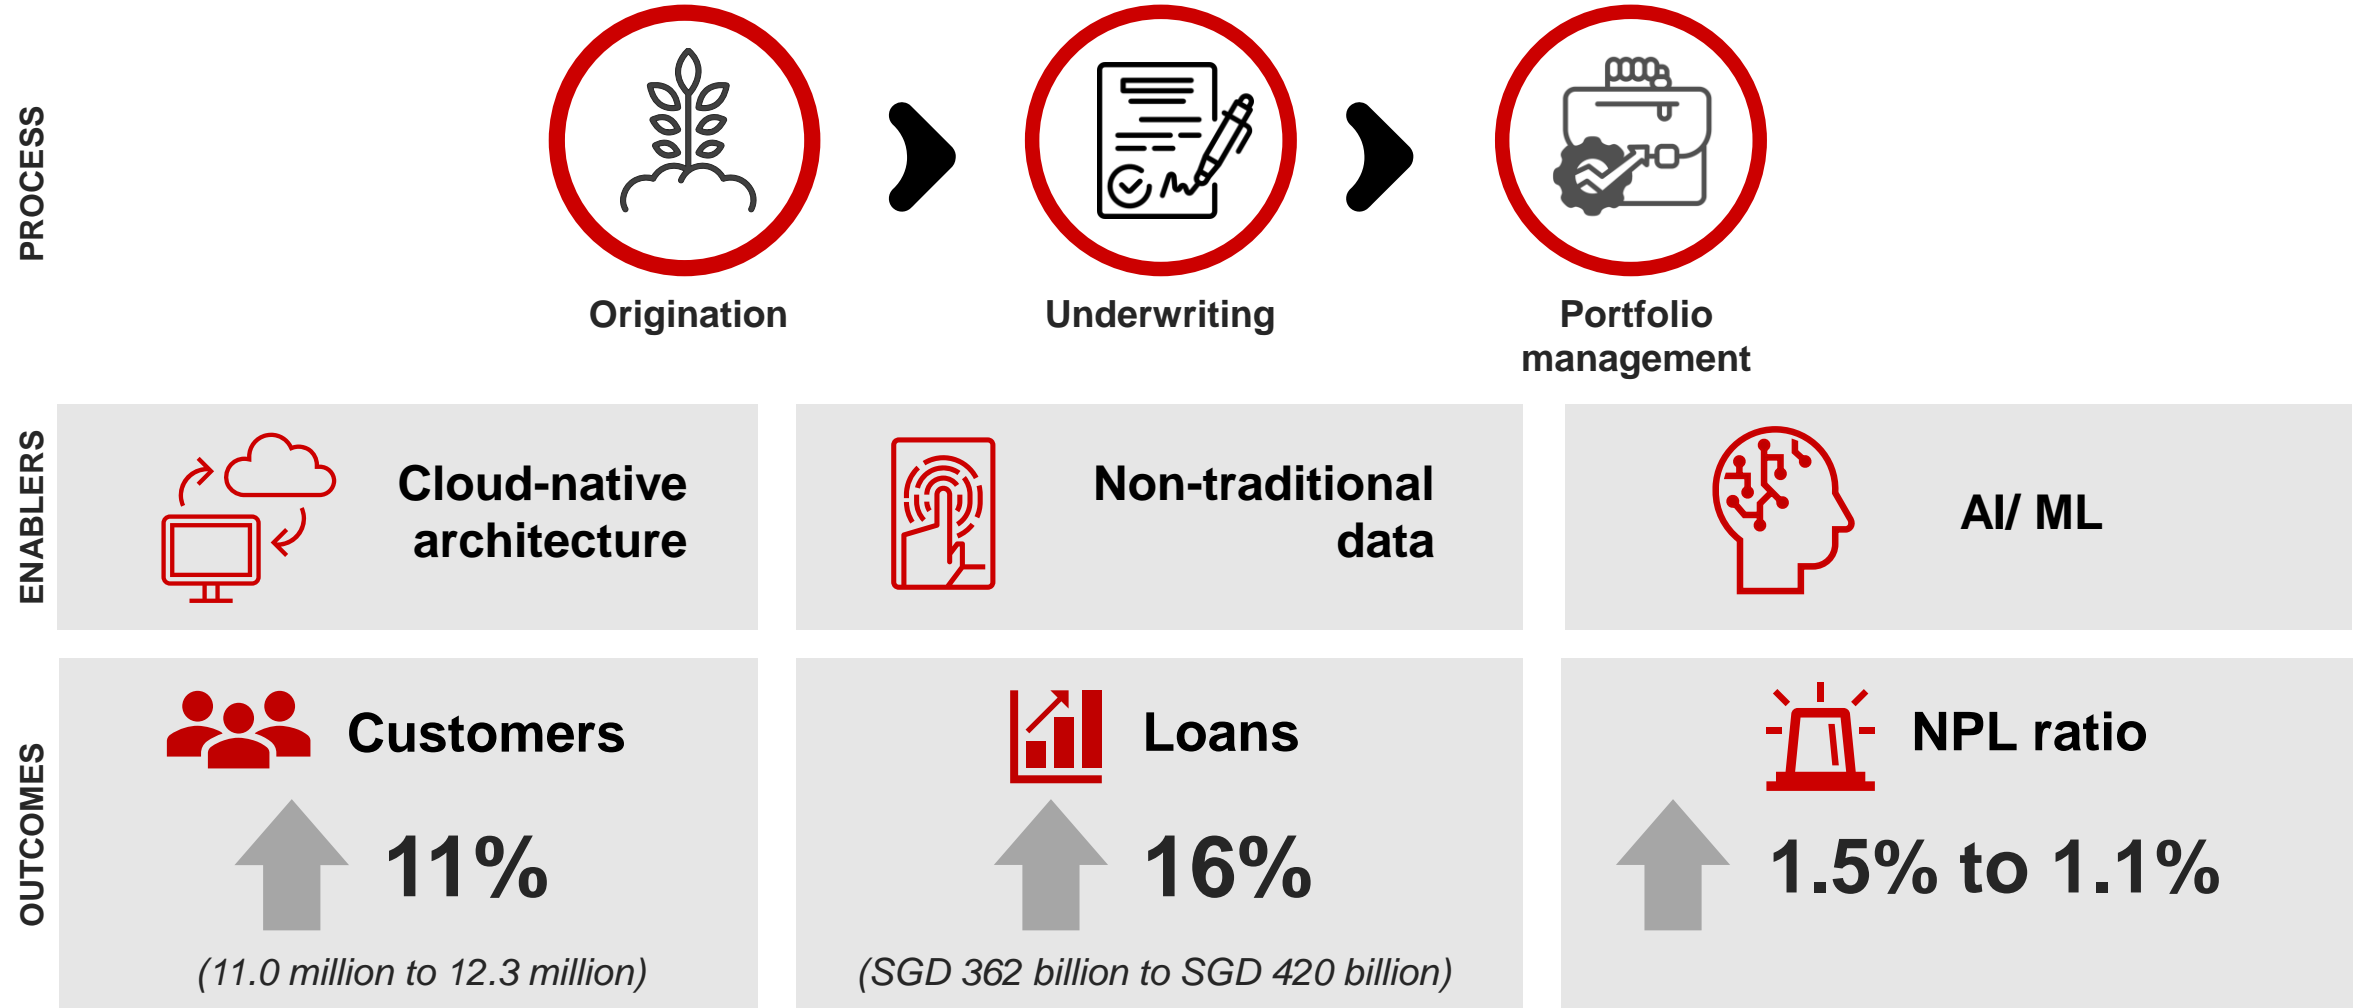 PROCESS
Origination
Underwriting
Portfolio
management
ENABLERS
Cloud-native
architecture
Non-traditional
data
AI/ ML
OUTCOMES
Customers
11%
(11.0 million to 12.3 million)
Loans
16%
(SGD 362 billion to SGD 420 billion)
NPL ratio
1.5% to 1.1%